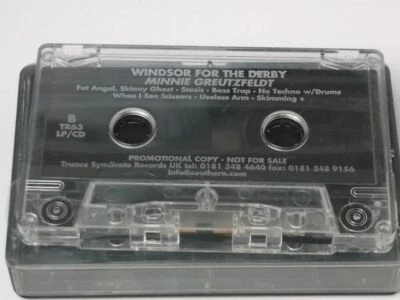 WINDSOR FOR THE DERBY
MINNIE GREUTZFELDT
Fat Angel, Skinny Ghost - Stasis - Bass Trap - No Techno w/Drums
When I See Scissors - Useless Arm - Skimming +
B
TR63
LP/CD
PROMOTIONAL COPY - NOT FOR SALE
Trance Syndicate Records UK tel: 0181 348 4640 fax: 0181 348 9156
info@southern.com